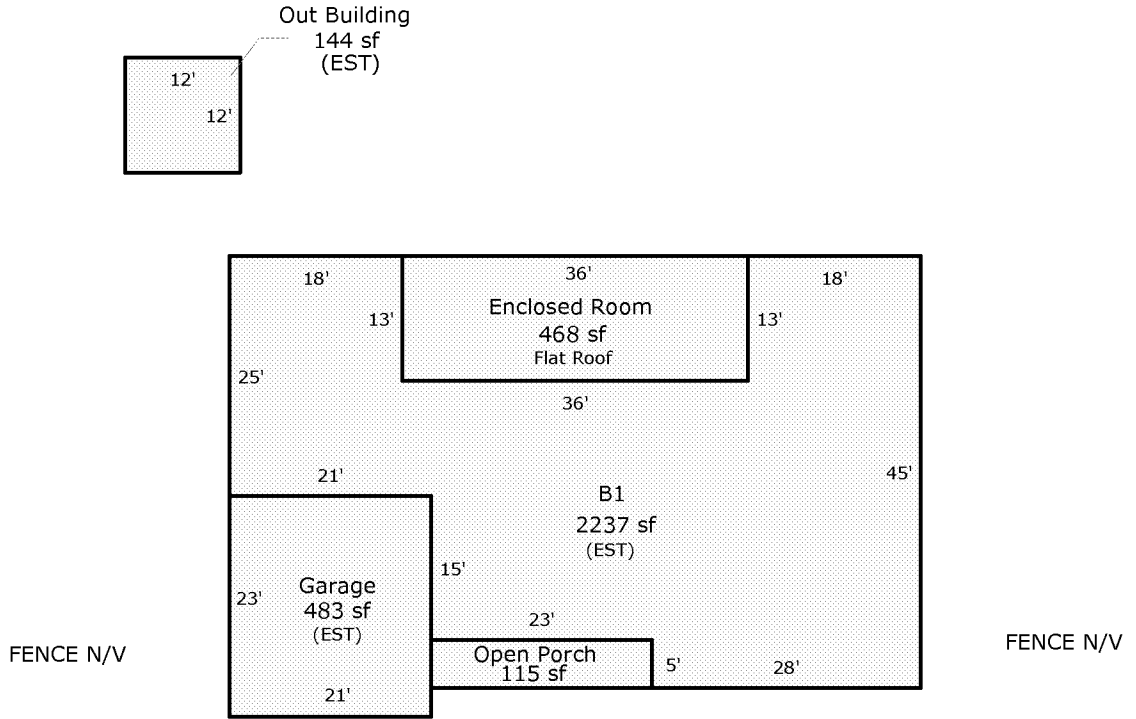 Out Building
144 sf
(EST)
12'
12'
18'
36'
18'
Enclosed Room
13'
13'
468 sf
Flat Roof
25'
36'
21'
45'
B1
2237 sf
(EST)
15'
Garage
23'
483 sf
(EST)
23'
FENCE N/V
Open Porch
115 sf
5'
28'
FENCE N/V
21'